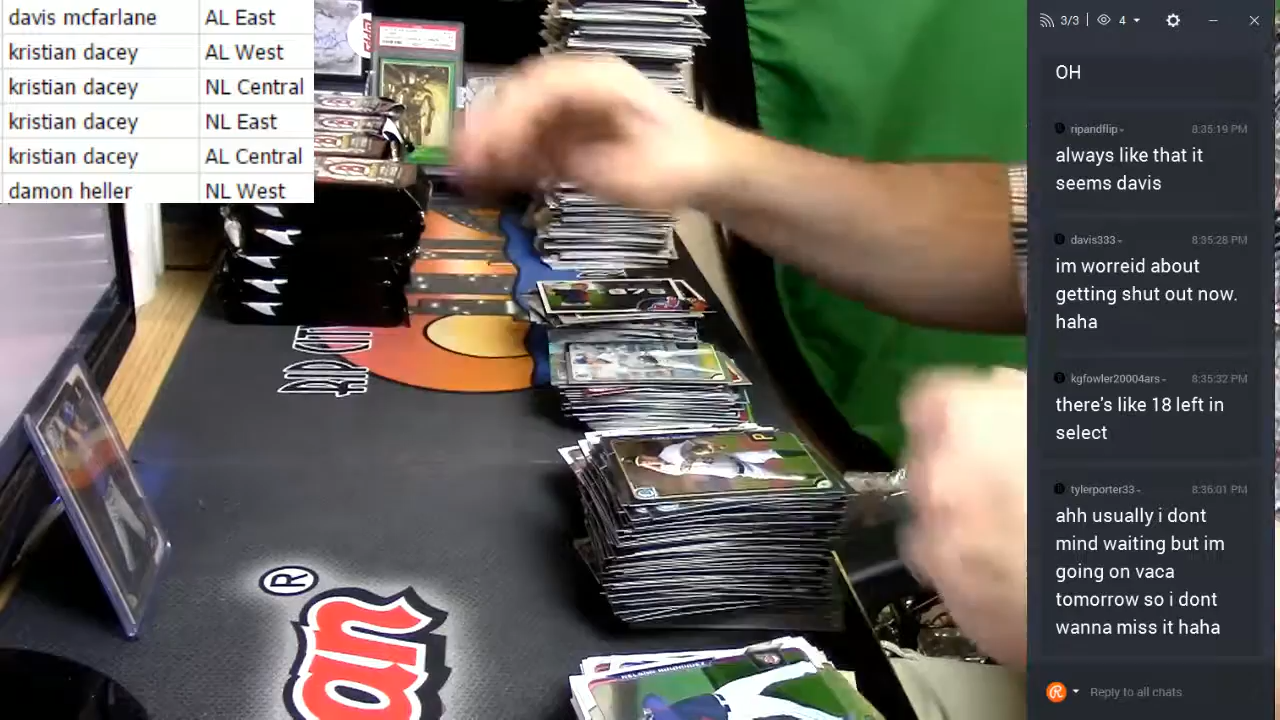 davis mcfarlane AL East
kristian dacey AL West
kristian dacey NL Central
kristian dacey NL East
kristian dacey AL Central
damon heller NL West
3/3 4
OH
ripandflip 8:35:19 PM
always like that it
seems davis
davis333 8:35:28 PM
im worreid about
getting shut out now.
haha
kgfowler20004ars 8:35:32 PM
there's like 18 left in
select
tylerporter33 8:36:01 PM
ahh usually i dont
mind waiting but im
going on vaca
tomorrow so i dont
wanna miss it haha
Reply to all chats
RIP CIT
an ®